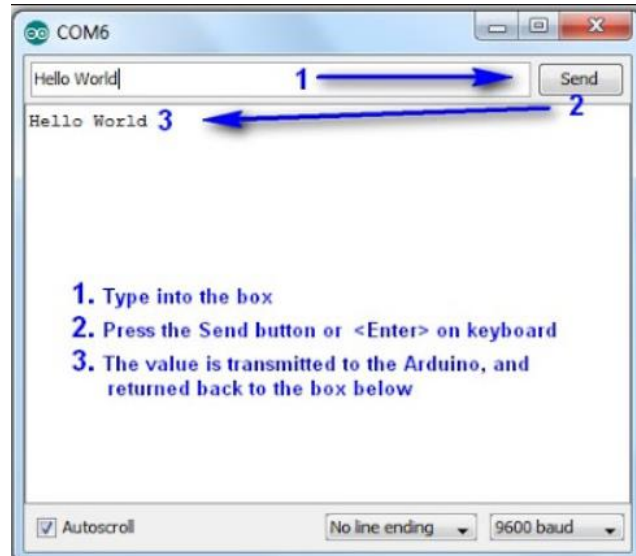 COM6
Hello World 1 Send
2
Hello World 3
1. Type into the box
2. Press the Send button or <Enter> on keyboard
3. The value is transmitted to the Arduino, and
returned back to the box below
Autoscroll No line ending 9600 baud